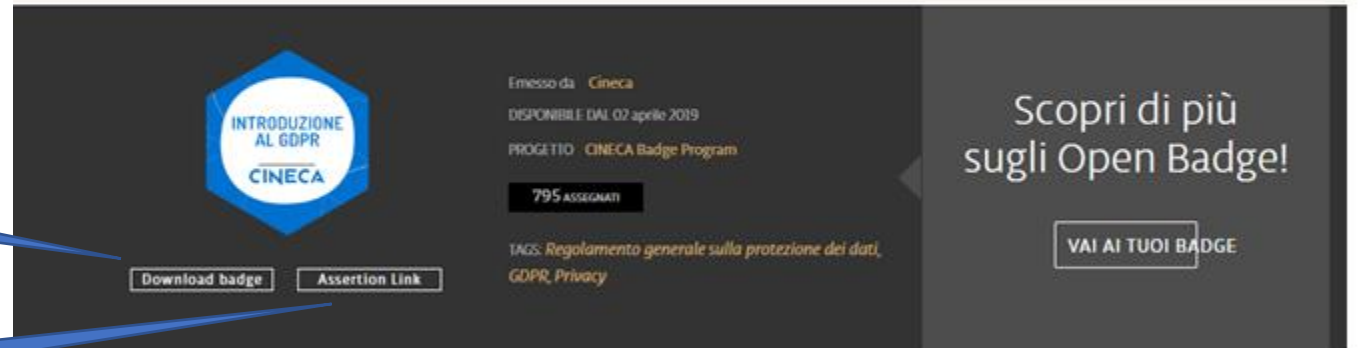 INTRODUZIONE
AL GDPR
CINECA
Download badge
Assertion Link
Emesso da Cineca
DISPONIBILE DAL 02 aprile 2019
PROGETTO CINECA Badge Program
795 ASSEGNATI
TAGS: Regolamento generale sulla protezione dei dati,
GDPR, Privacy
Scopri di più
sugli Open Badge!
VAI AI TUOI BADGE